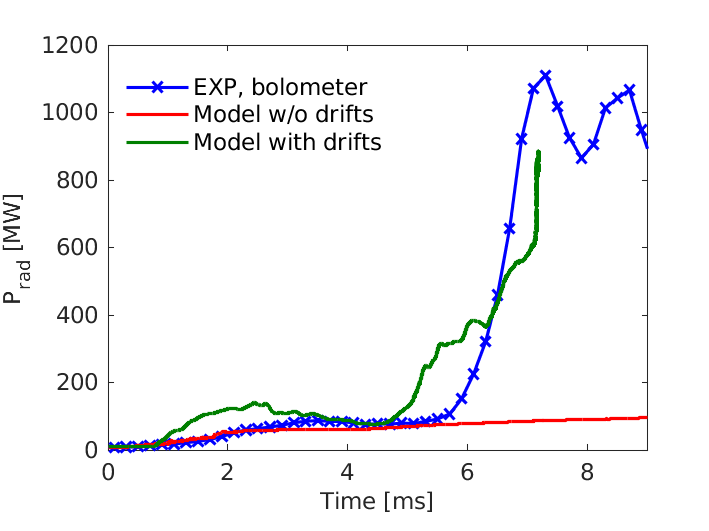 1200
1000
800
600
400
200
0
EXP, bolometer
Model w/o drifts
Model with drifts
P_rad [MW]
0 2 4 6 8
Time [ms]